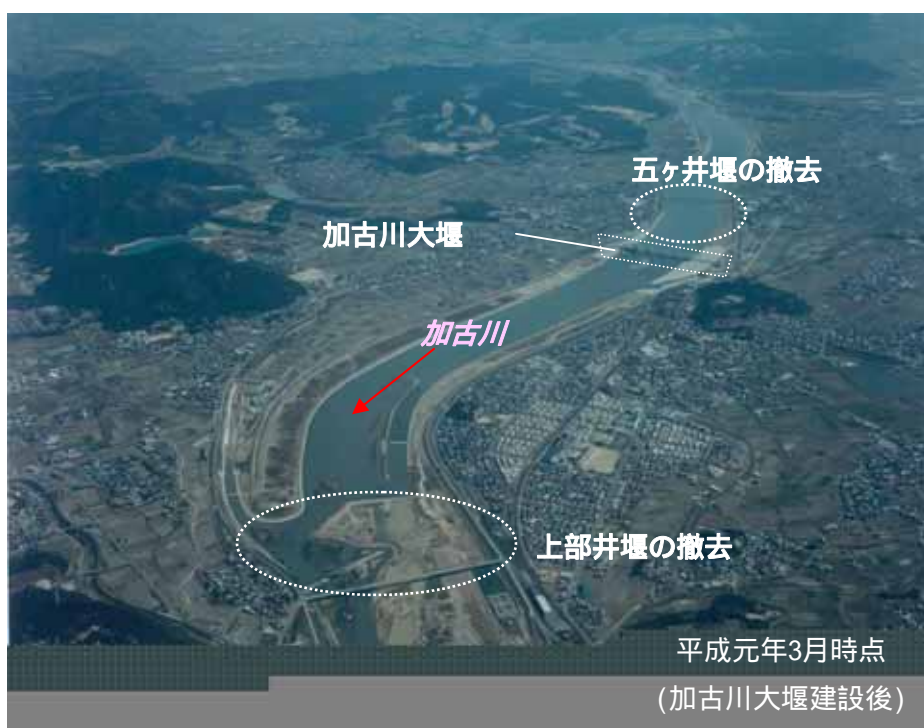 五ヶ井堰の撤去
加古川大堰
加古川
上部井堰の撤去
平成元年3月時点
(加古川大堰建設後)